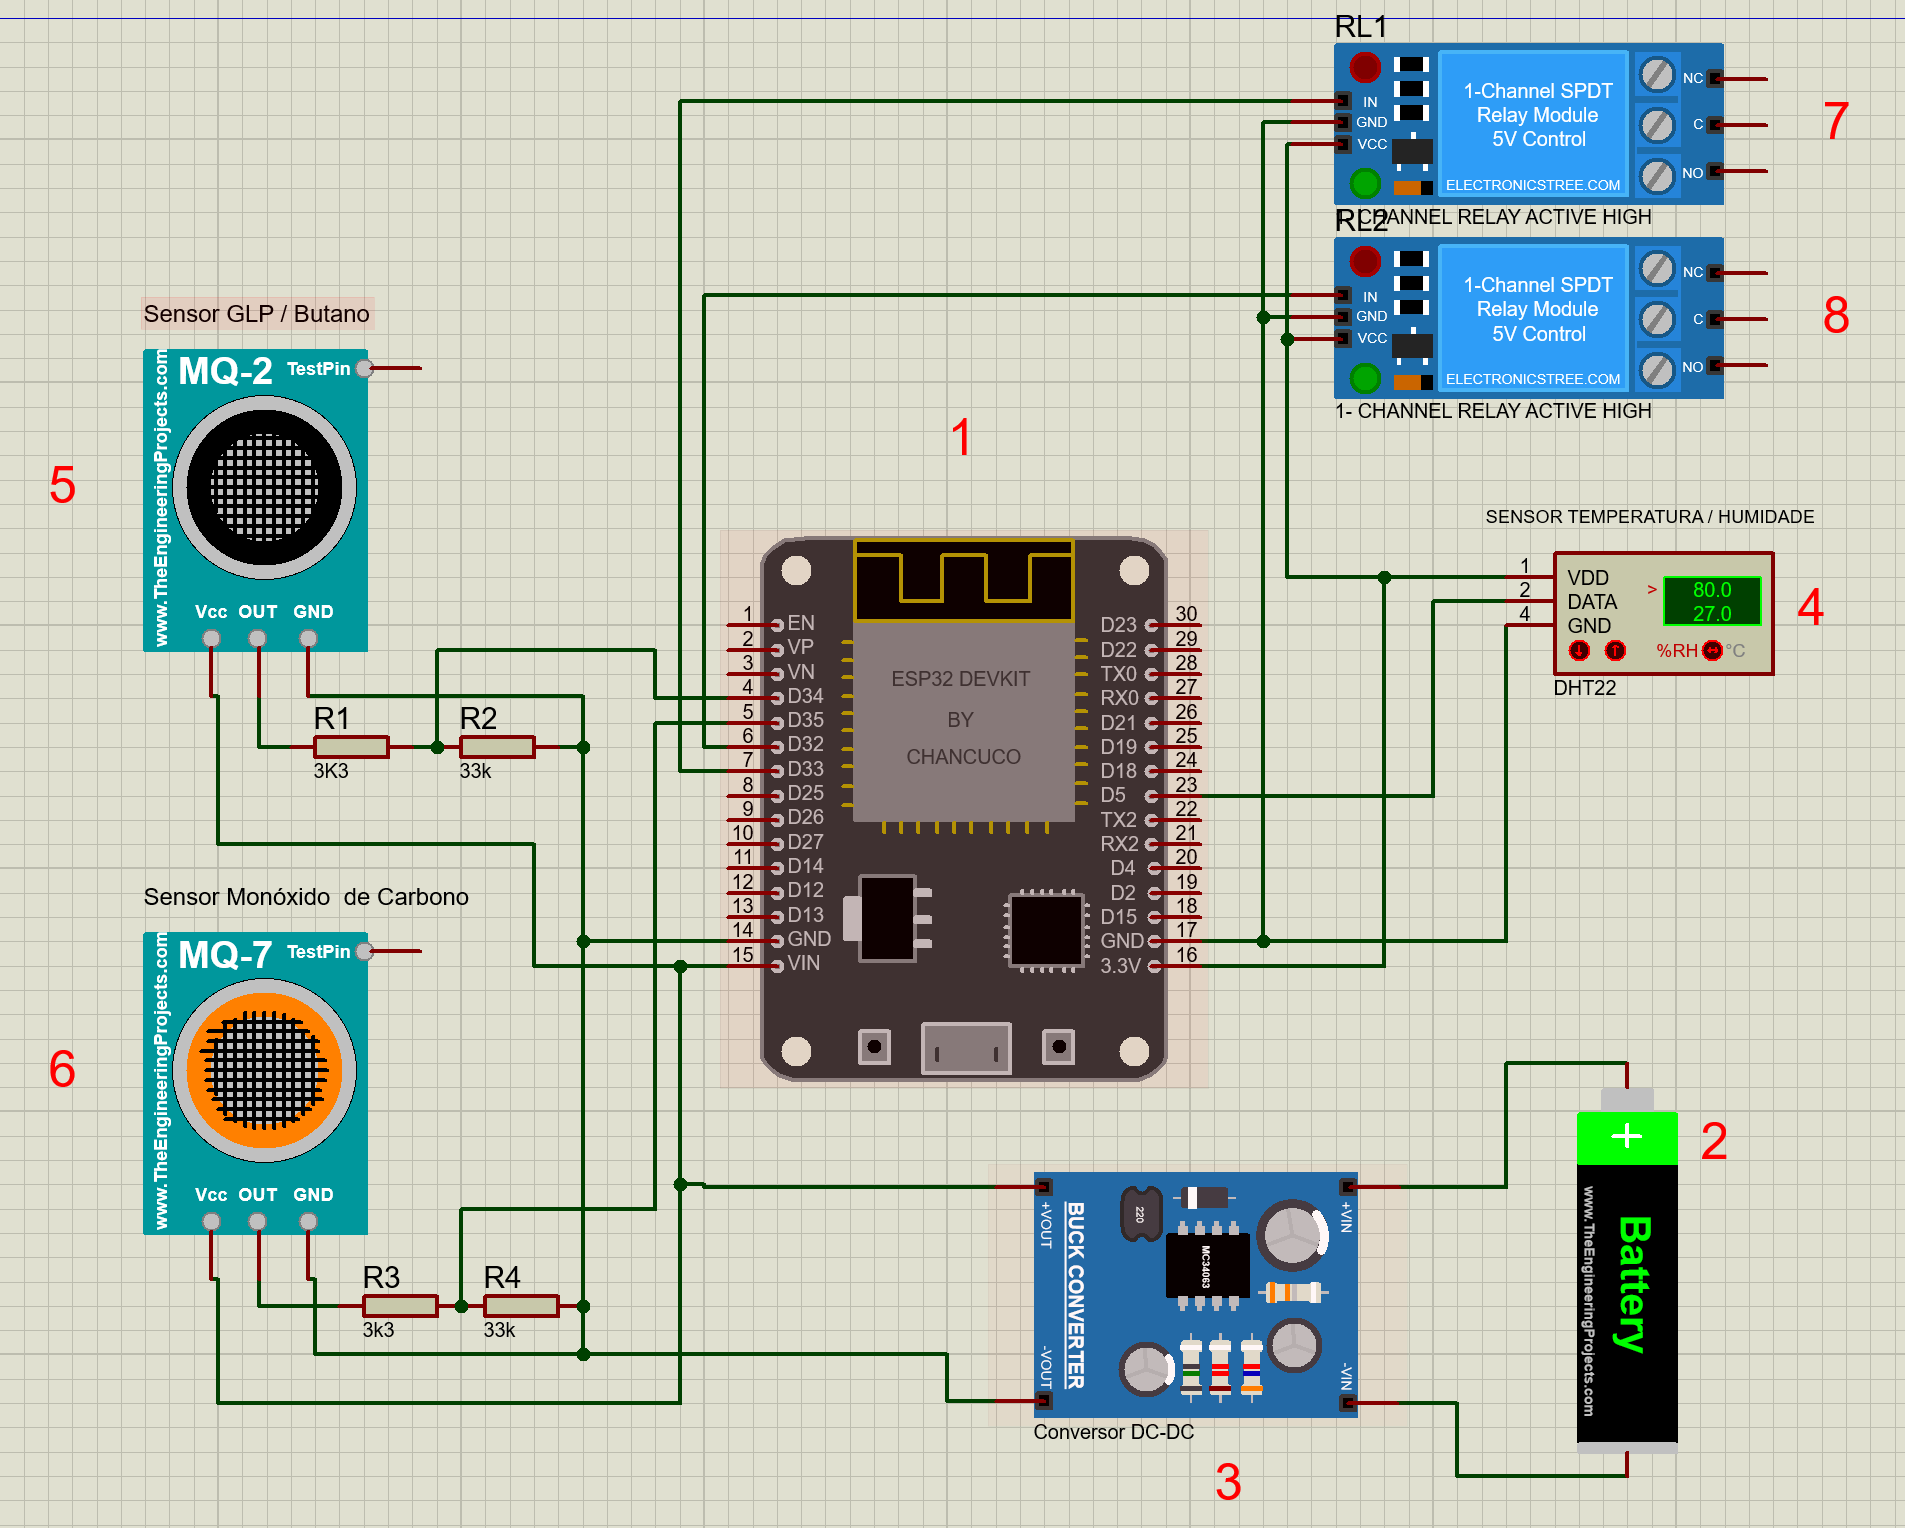 RL1
IN
GND
VCC
1-Channel SPDT
Relay Module
5V Control
ELECTRONICSTREE.COM
NC
C
NO
7
1- CHANNEL RELAY ACTIVE HIGH
RL2
IN
GND
VCC
1-Channel SPDT
Relay Module
5V Control
ELECTRONICSTREE.COM
NC
C
NO
8
1- CHANNEL RELAY ACTIVE HIGH
Sensor GLP / Butano
MQ-2
TestPin
www.TheEngineeringProjects.com
Vcc OUT GND
5
R1
3K3
R2
33k
1
ESP32 DEVKIT
BY
CHANCUCO
1 EN
2 VP
3 VN
4 D34
5 D35
6 D32
7 D33
8 D25
9 D26
10 D27
11 D14
12 D12
13 D13
14 GND
15 VIN
D23 30
D22 29
TX0 28
RX0 27
D21 26
D19 25
D18 24
D5 23
TX2 22
RX2 21
D4 20
D2 19
D15 18
GND 17
3.3V 16
SENSOR TEMPERATURA / HUMIDADE
1 VDD
2 DATA
4 GND
>
80.0
27.0
%RH °C
DHT22
4
Sensor Monóxido de Carbono
MQ-7
TestPin
www.TheEngineeringProjects.com
Vcc OUT GND
6
R3
3k3
R4
33k
+VOUT
-VOUT
BUCK CONVERTER
220
MC34063
+VIN
-VIN
Conversor DC-DC
3
+
Battery
www.TheEngineeringProjects.com
2